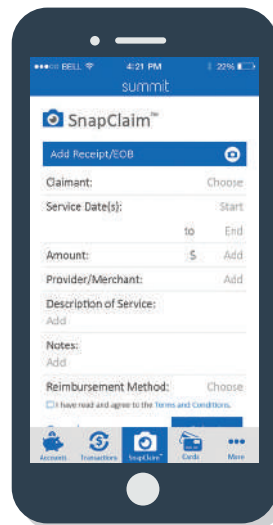 ●●●○○ BELL 4:21 PM 22%
summit
SnapClaim™
Add Receipt/EOB
Claimant: Choose
Service Date(s): Start
to End
Amount: $ Add
Provider/Merchant: Add
Description of Service:
Add
Notes:
Add
Reimbursement Method: Choose
I have read and agree to the Terms and Conditions.
Accounts Transactions SnapClaim™ Cards More